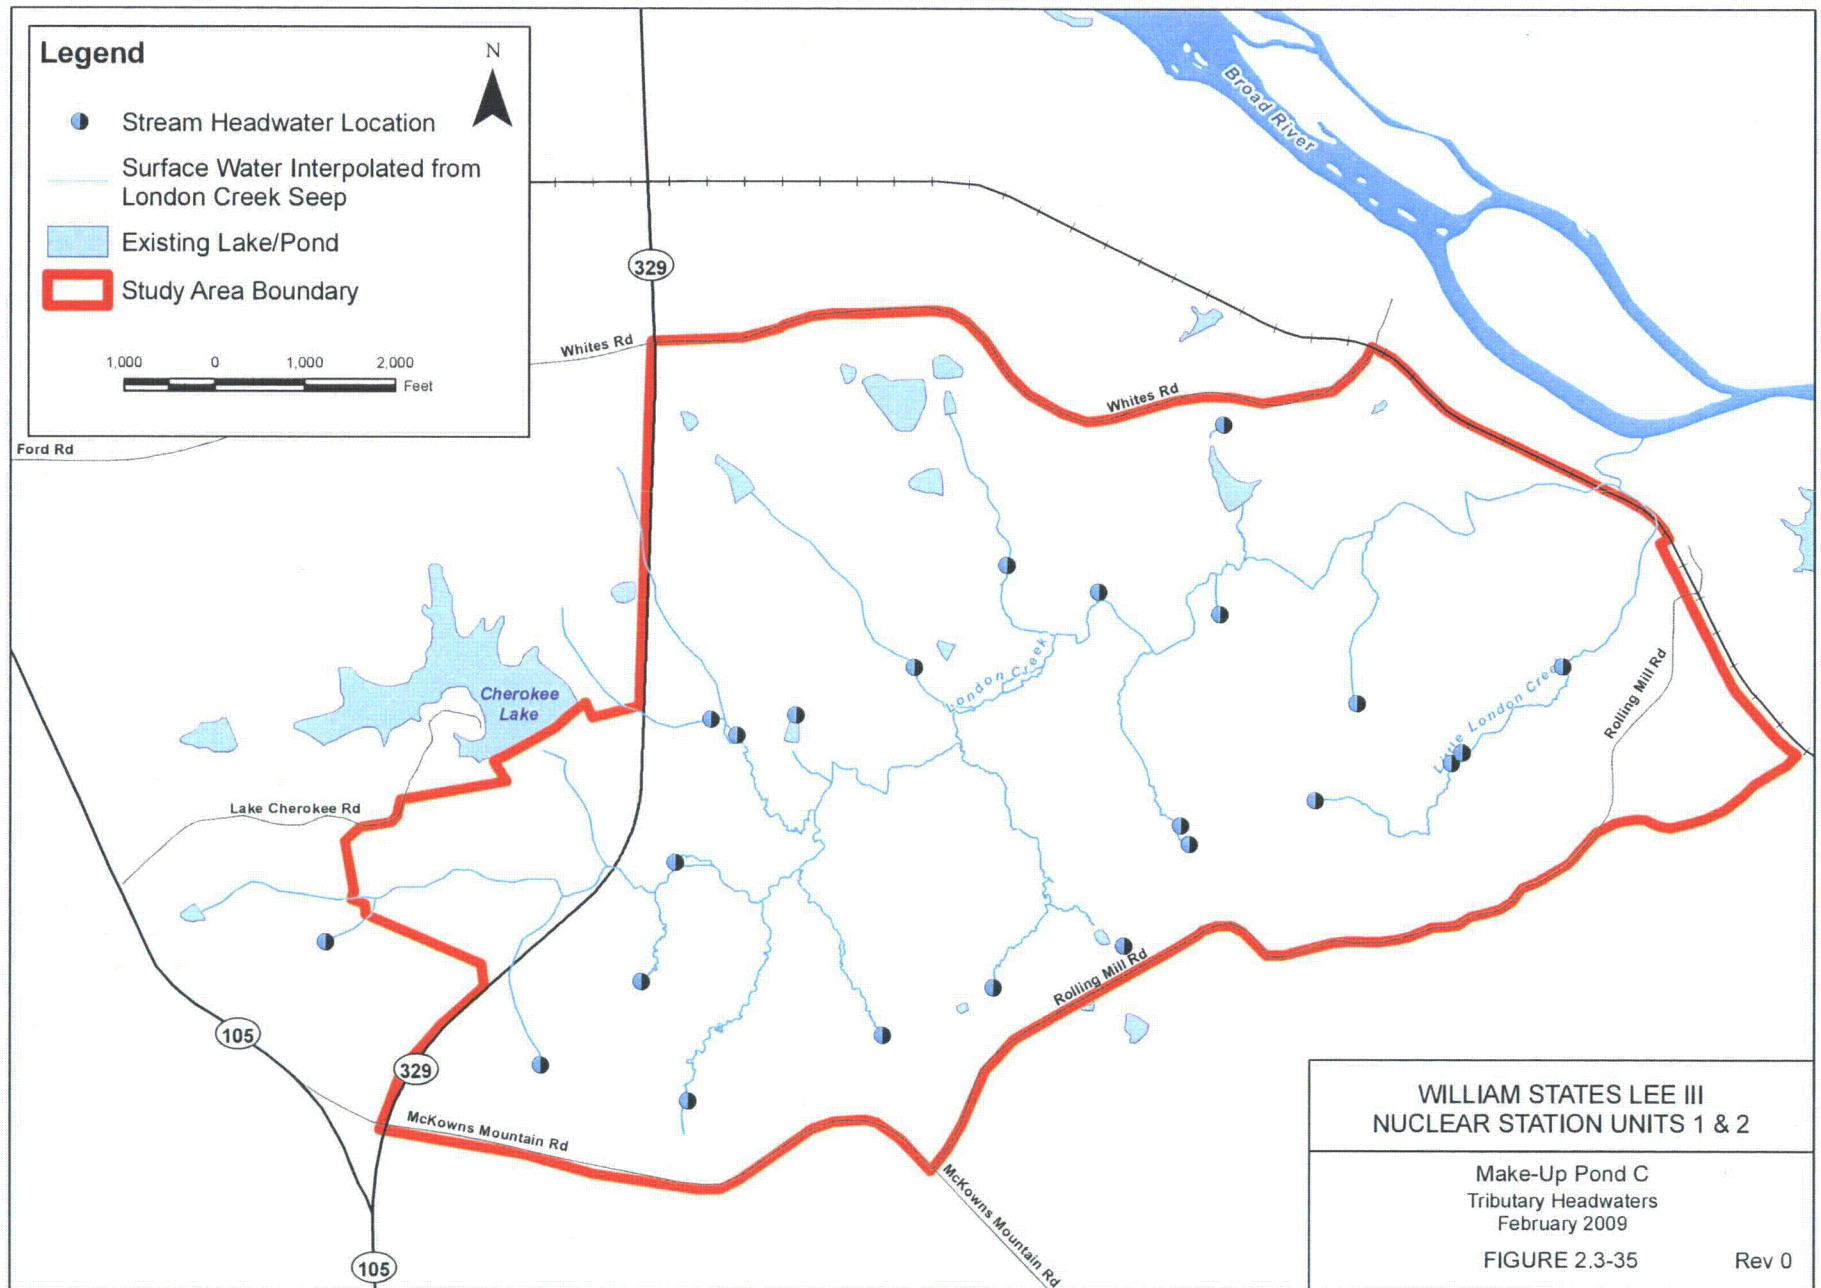 Legend
N
Stream Headwater Location
Surface Water Interpolated from
London Creek Seep
Existing Lake/Pond
Study Area Boundary
1,000 0 1,000 2,000
Feet
Broad River
329
Whites Rd
Whites Rd
Ford Rd
London Creek
Cherokee
Lake
Little London Creek
Rolling Mill Rd
Lake Cherokee Rd
Rolling Mill Rd
105
329
McKowns Mountain Rd
McKowns Mountain Rd
105
WILLIAM STATES LEE III
NUCLEAR STATION UNITS 1 & 2
Make-Up Pond C
Tributary Headwaters
February 2009
FIGURE 2.3-35 Rev 0